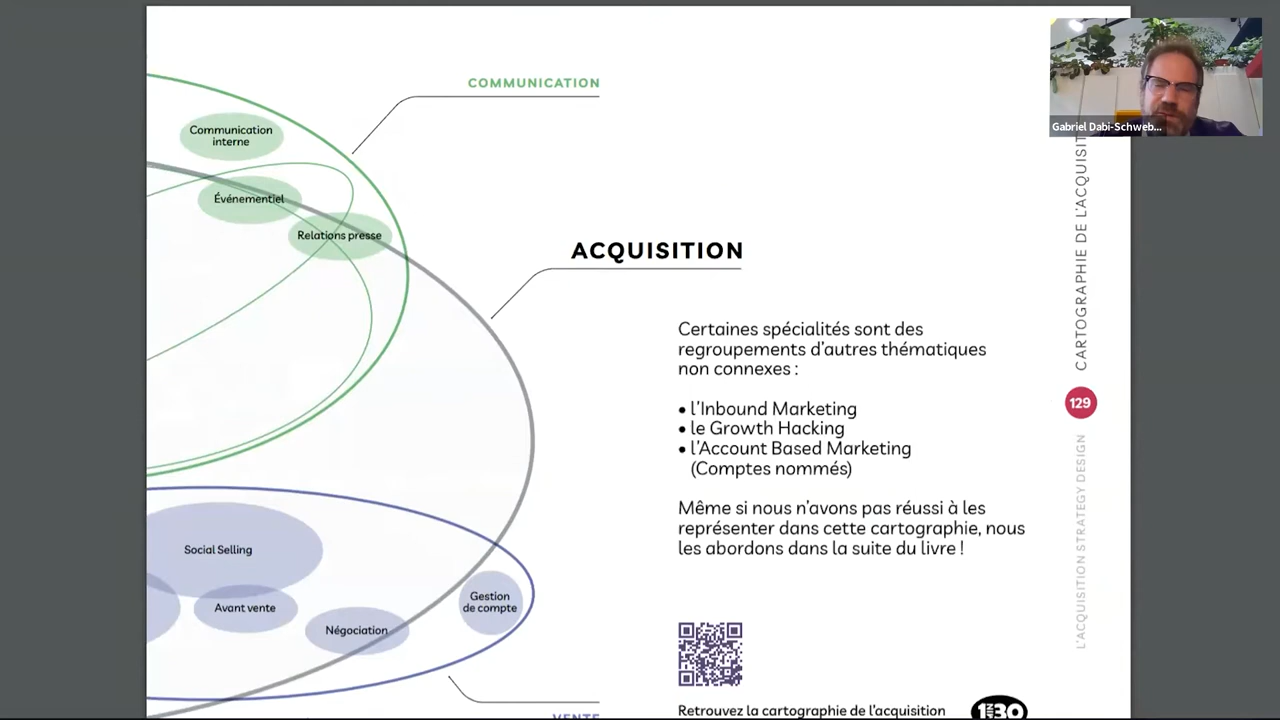 COMMUNICATION
Communication
interne
Événementiel
Relations presse
ACQUISITION
Certaines spécialités sont des
regroupements d'autres thématiques
non connexes :
• l'Inbound Marketing
• le Growth Hacking
• l'Account Based Marketing
(Comptes nommés)
Même si nous n'avons pas réussi à les
représenter dans cette cartographie, nous
les abordons dans la suite du livre !
Social Selling
Avant vente
Négociation
Gestion
de compte
VENTE
Retrouvez la cartographie de l'acquisition
Gabriel Dabi-Schweb...
CARTOGRAPHIE DE L'ACQUISIT
129
L'ACQUISITION STRATEGY DESIGN